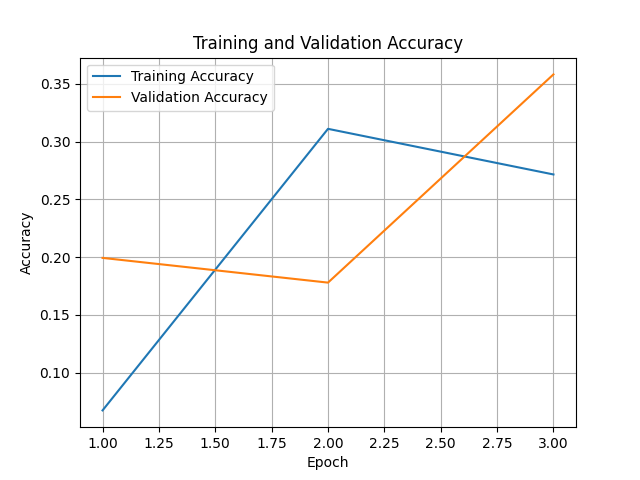 Training and Validation Accuracy
Training Accuracy
Validation Accuracy
Accuracy
0.35
0.30
0.25
0.20
0.15
0.10
1.00 1.25 1.50 1.75 2.00 2.25 2.50 2.75 3.00
Epoch